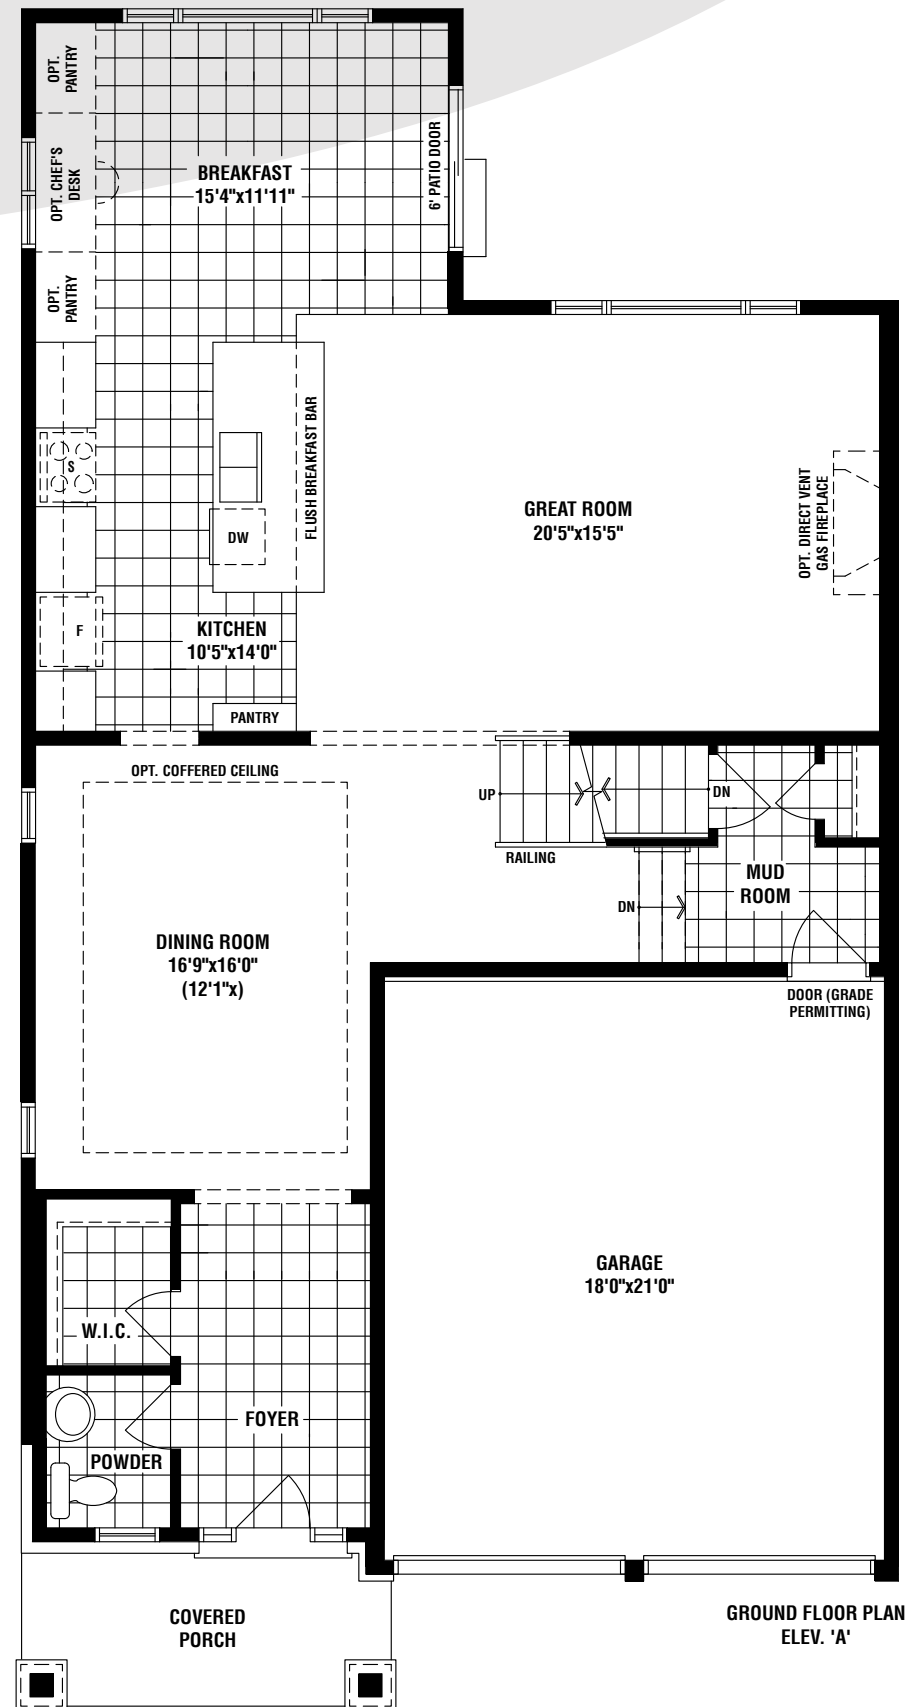 OPT.
PANTRY
OPT. CHEF'S
DESK
BREAKFAST
15'4"x11'11"
6' PATIO DOOR
OPT.
PANTRY
S
FLUSH BREAKFAST BAR
DW
GREAT ROOM
20'5"x15'5"
OPT. DIRECT VENT
GAS FIREPLACE
F
KITCHEN
10'5"x14'0"
PANTRY
OPT. COFFERED CEILING
UP
DN
RAILING
MUD
ROOM
DN
DINING ROOM
16'9"x16'0"
(12'1"x)
DOOR (GRADE
PERMITTING)
GARAGE
18'0"x21'0"
W.I.C.
FOYER
POWDER
COVERED
PORCH
GROUND FLOOR PLAN
ELEV. 'A'